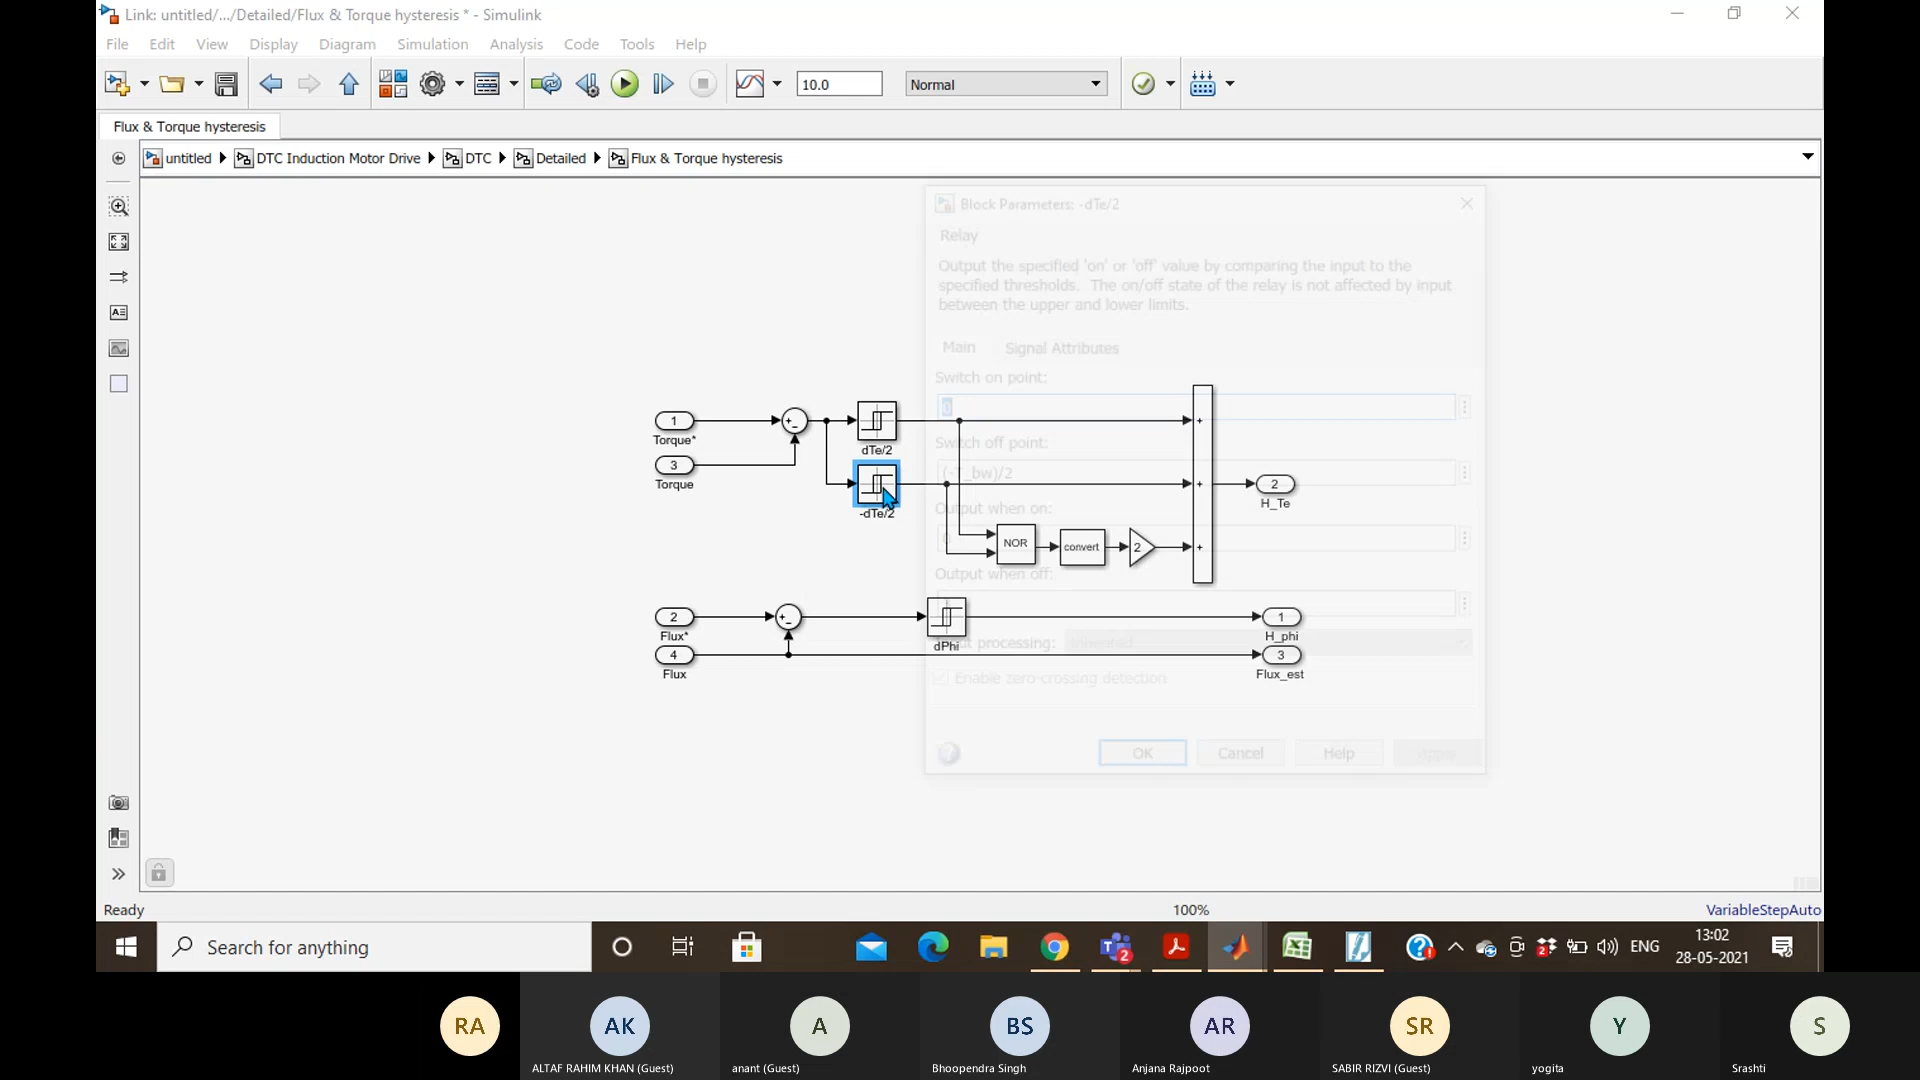 Link: untitled/.../Detailed/Flux & Torque hysteresis * - Simulink
File Edit View Display Diagram Simulation Analysis Code Tools Help
10.0 Normal
Flux & Torque hysteresis
untitled DTC Induction Motor Drive DTC Detailed Flux & Torque hysteresis
Block Parameters: -dTe/2
Relay
Output the specified 'on' or 'off' value by comparing the input to the
specified thresholds. The on/off state of the relay is not affected by input
between the upper and lower limits.
Main Signal Attributes
Switch on point:
0
Switch off point:
(-T_bw)/2
Output when on:
0
Output when off:
processing:
Enable zero-crossing detection
OK Cancel Help Apply
1
Torque*
3
Torque
dTe/2
-dTe/2
NOR
convert
2
2
H_Te
2
Flux*
4
Flux
dPhi
1
H_phi
3
Flux_est
Ready 100% VariableStepAuto
Search for anything
2
2
ENG
13:02
28-05-2021
RA AK A BS AR SR Y S
ALTAF RAHIM KHAN (Guest) anant (Guest) Bhoopendra Singh Anjana Rajpoot SABIR RIZVI (Guest) yogita Srashti